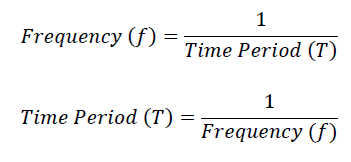 Frequency (f) = 1 / Time Period (T)
Time Period (T) = 1 / Frequency (f)